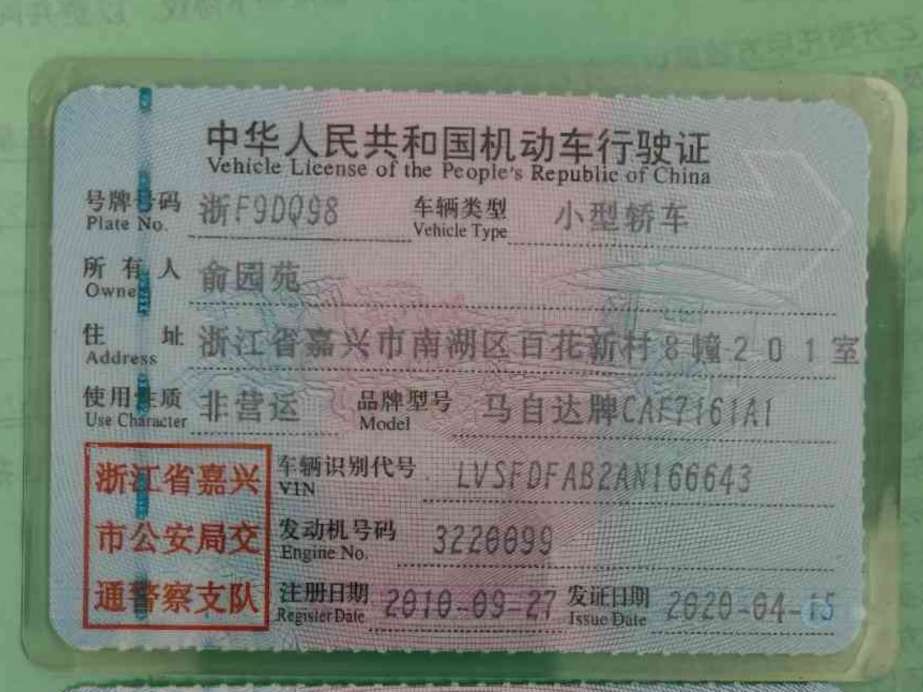 中华人民共和国机动车行驶证
Vehicle License of the People's Republic of China
号牌号码 浙F9DQ98 车辆类型 小型轿车
Plate No. Vehicle Type
所有人 俞园苑
Owner
住址 浙江省嘉兴市南湖区百花新村8幢201室
Address
使用性质 非营运 品牌型号 马自达牌CAF7161A1
Use Character Model
浙江省嘉兴
市公安局交
通警察支队
车辆识别代号 LVSFDFAB2AN166643
VIN
发动机号码 3220099
Engine No.
注册日期 2010-09-27 发证日期 2020-04-15
Register Date Issue Date